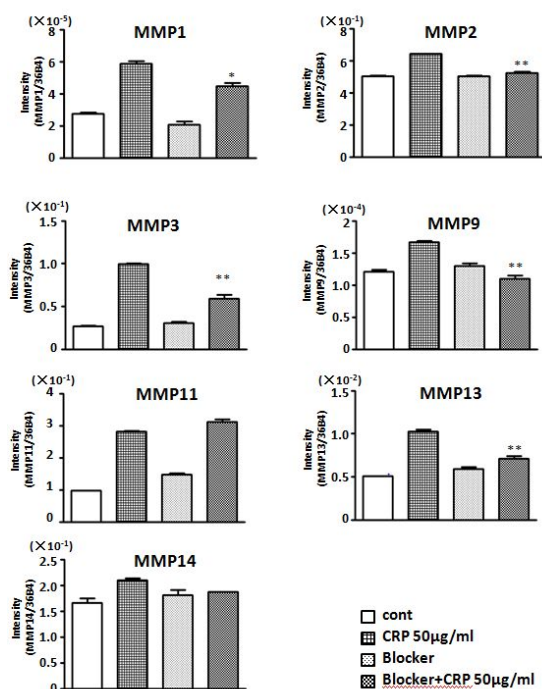 (×10⁻⁵)
MMP1
Intensity
(MMP1/36B4)
8
6
4
2
0
*
(×10⁻¹)
MMP2
Intensity
(MMP2/36B4)
8
6
4
2
0
**
(×10⁻¹)
MMP3
Intensity
(MMP3/36B4)
1.5
1.0
0.5
0
**
(×10⁻⁴)
MMP9
Intensity
(MMP9/36B4)
2
1.5
1.0
0.5
0
**
(×10⁻¹)
MMP11
Intensity
(MMP11/36B4)
4
3
2
1
0
(×10⁻²)
MMP13
Intensity
(MMP13/36B4)
1.5
1.0
0.5
0
**
(×10⁻¹)
MMP14
Intensity
(MMP14/36B4)
2.5
2.0
1.5
1.0
0.5
0
cont
CRP 50μg/ml
Blocker
Blocker+CRP 50μg/ml